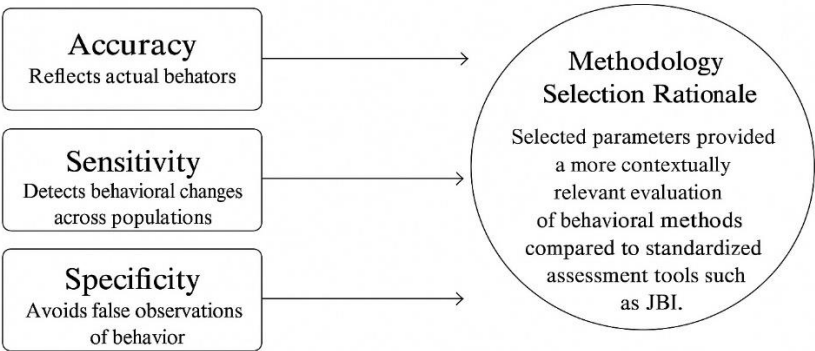 Accuracy
Reflects actual behators
Sensitivity
Detects behavioral changes
across populations
Specificity
Avoids false observations
of behavior
Methodology
Selection Rationale
Selected parameters provided
a more contextually
relevant evaluation
of behavioral methods
compared to standardized
assessment tools such
as JBI.